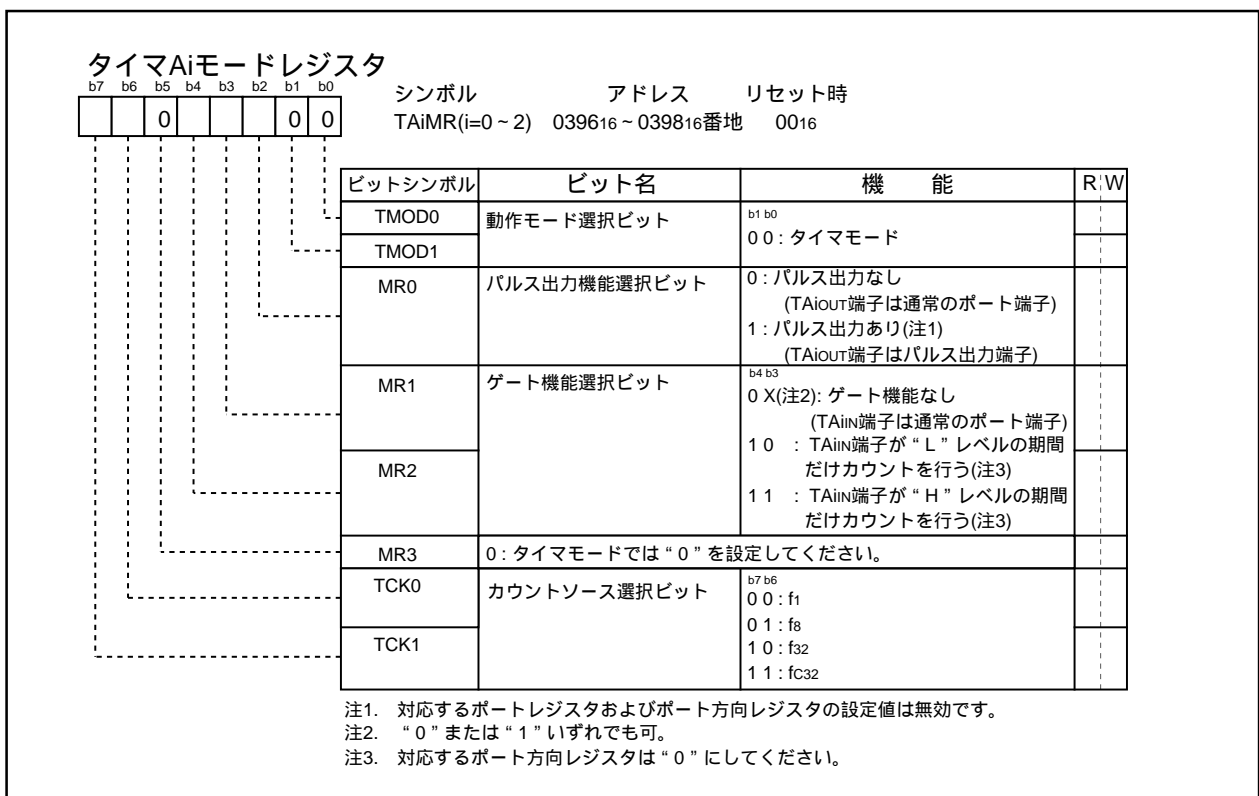 タイマAiモードレジスタ
b7 b6 b5 b4 b3 b2 b1 b0
0 0 0
シンボル アドレス リセット時
TAiMR(i=0 ~ 2) 039616 ~ 039816番地 0016
ビットシンボル ビット名 機 能 R W
TMOD0 動作モード選択ビット b1 b0
0 0 : タイマモード
TMOD1
MR0 パルス出力機能選択ビット 0 : パルス出力なし
(TAiOUT端子は通常のポート端子)
1 : パルス出力あり(注1)
(TAiOUT端子はパルス出力端子)
MR1 ゲート機能選択ビット b4 b3
0 X(注2): ゲート機能なし
(TAiIN端子は通常のポート端子)
1 0 : TAiIN端子が“ L ”レベルの期間
MR2 だけカウントを行う(注3)
1 1 : TAiIN端子が“ H ”レベルの期間
だけカウントを行う(注3)
MR3 0 : タイマモードでは“ 0 ”を設定してください。
TCK0 カウントソース選択ビット b7 b6
0 0 : f1
0 1 : f8
TCK1 1 0 : f32
1 1 : fC32
注1. 対応するポートレジスタおよびポート方向レジスタの設定値は無効です。
注2. “ 0 ”または“ 1 ”いずれでも可。
注3. 対応するポート方向レジスタは“ 0 ”にしてください。